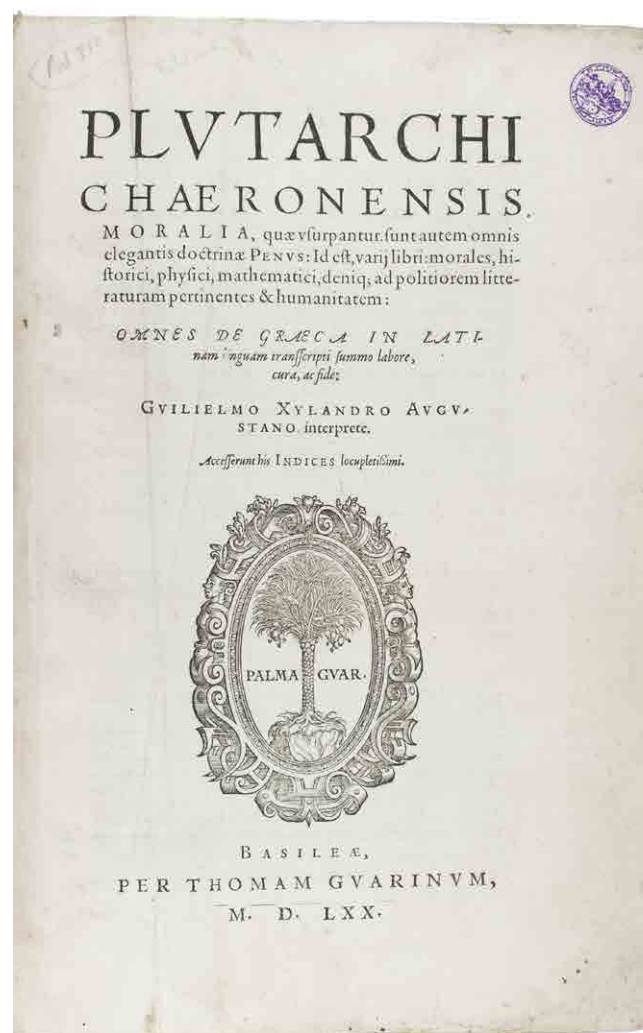 PLVTARCHI
CHAERONENSIS.
MORALIA, quæ vſurpantur. ſunt autem omnis
elegantis doctrinæ PENVS: Id eſt, varij libri: morales, hi-
ſtorici, phyſici, mathematici, deniq; ad politiorem litte-
raturam pertinentes & humanitatem:
OMNES DE GRAECA IN LATI-
nam inguam tranſſcripti ſummo labore,
cura, ac fide:
GVILIELMO XYLANDRO AVGV-
STANO interprete.
Acceſſerunt his INDICES locupletißimi.
PALMA GVAR.
BASILEÆ,
PER THOMAM GVARINVM,
M. D. LXX.